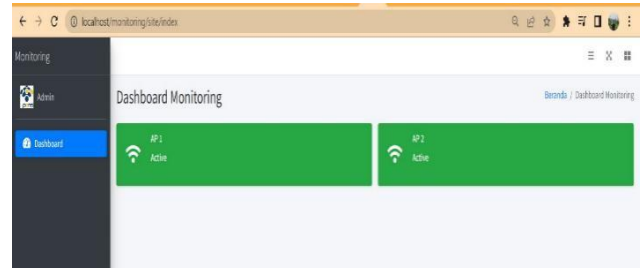 localhost/monitoring/site/index
Monitoring
Admin
Dashboard Monitoring
Beranda / Dashboard Monitoring
Dashboard
AP 1
Active
AP 2
Active